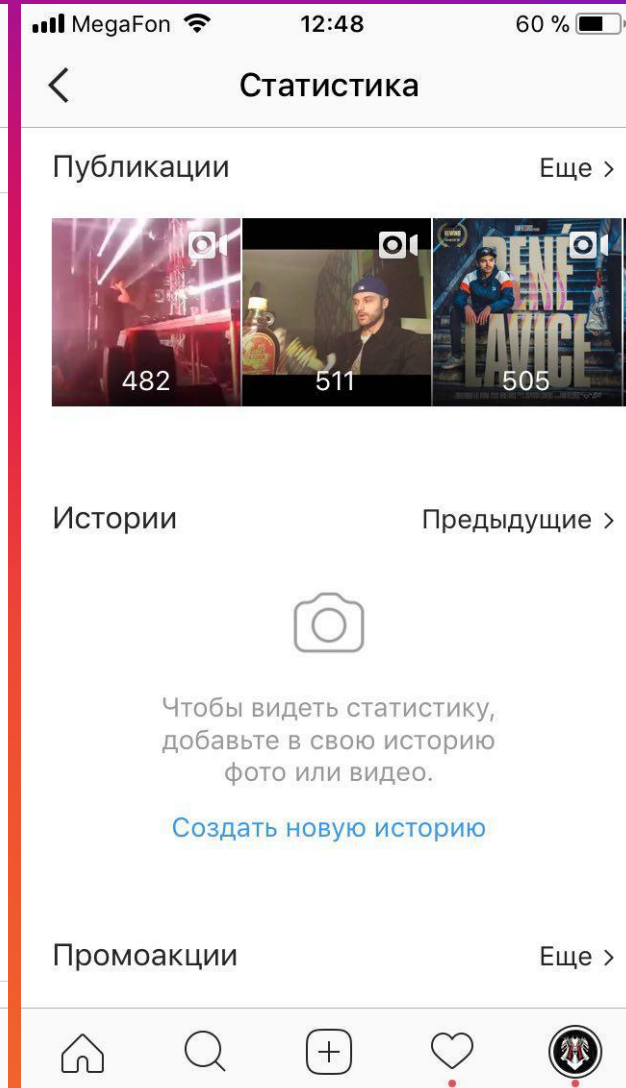 MegaFon 12:48 60 %
Статистика
Публикации Еще >
482 511 505
REWIND
RENÉ
LAVICE
Истории Предыдущие >
Чтобы видеть статистику,
добавьте в свою историю
фото или видео.
Создать новую историю
Промоакции Еще >